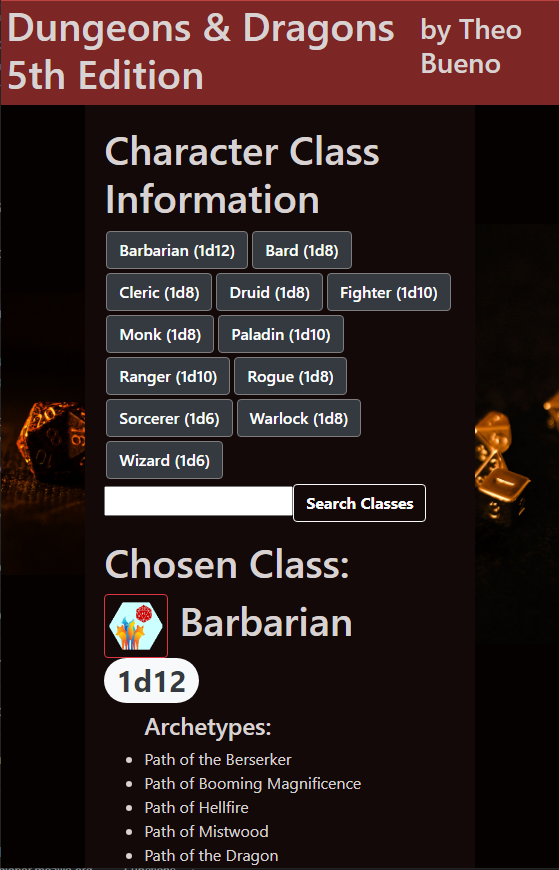 Dungeons & Dragons
5th Edition
by Theo
Bueno
Character Class
Information
Barbarian (1d12) Bard (1d8)
Cleric (1d8) Druid (1d8) Fighter (1d10)
Monk (1d8) Paladin (1d10)
Ranger (1d10) Rogue (1d8)
Sorcerer (1d6) Warlock (1d8)
Wizard (1d6)
Search Classes
Chosen Class:
Barbarian
1d12
Archetypes:
Path of the Berserker
Path of Booming Magnificence
Path of Hellfire
Path of Mistwood
Path of the Dragon